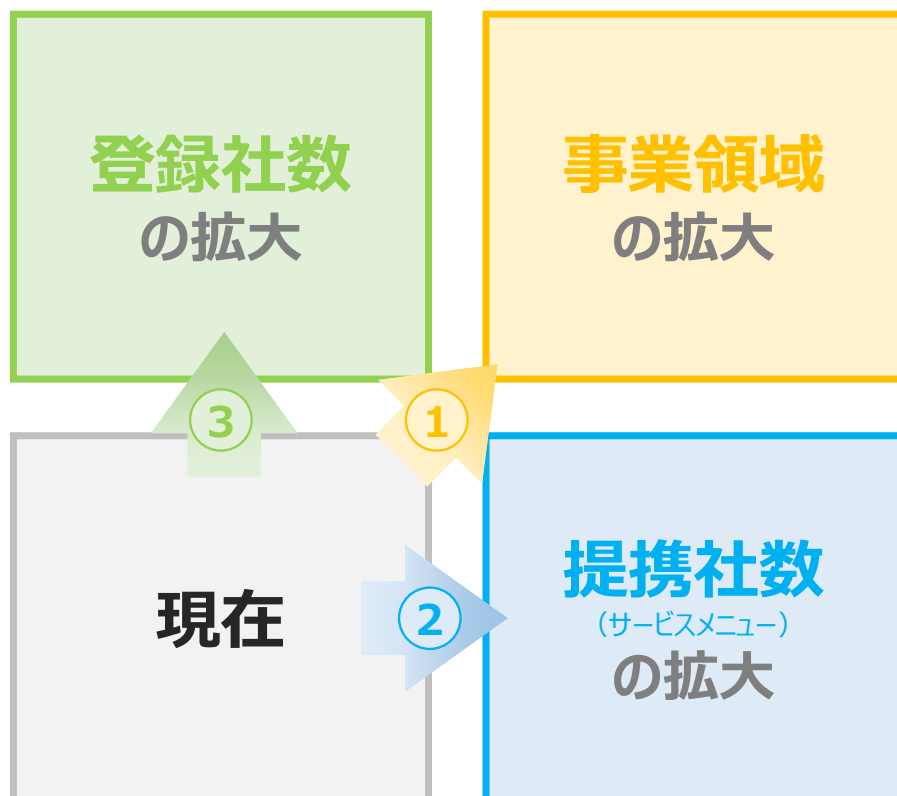 登録社数
の拡大
事業領域
の拡大
③
①
現在
②
提携社数
（サービスメニュー）
の拡大